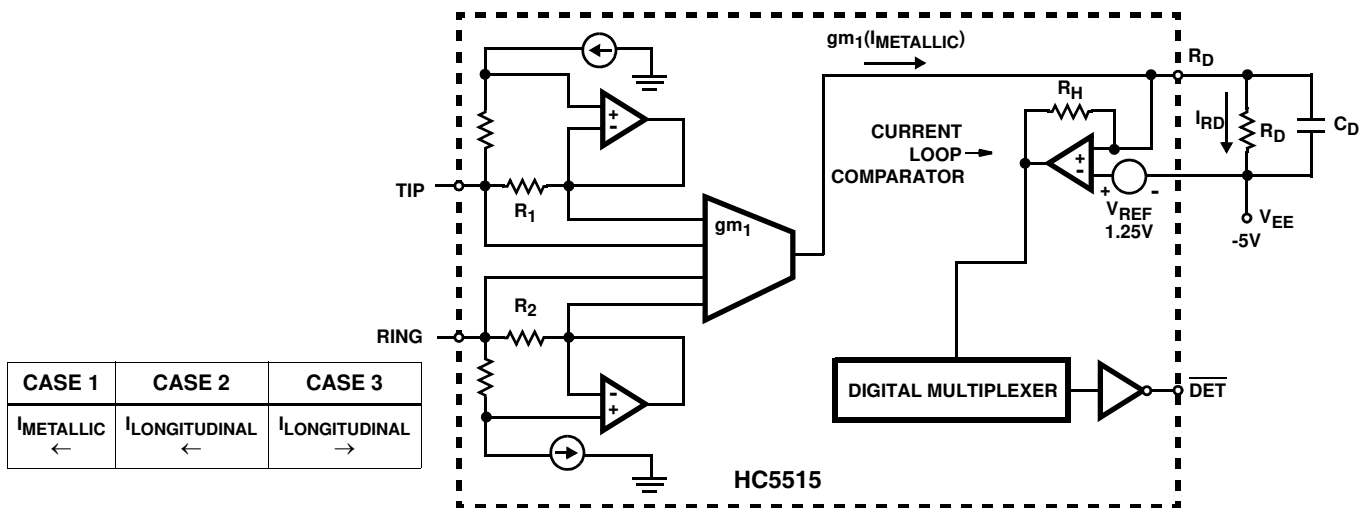 gm1(IMETALLIC)
RD
RH
+
-
CURRENT
LOOP
COMPARATOR
+
-
IRD
RD
CD
TIP
R1
+
-
VREF
1.25V
VEE
-5V
gm1
R2
RING
-
+
DIGITAL MULTIPLEXER
DET
HC5515
CASE 1 CASE 2 CASE 3
IMETALLIC ILONGITUDINAL ILONGITUDINAL
← ← →